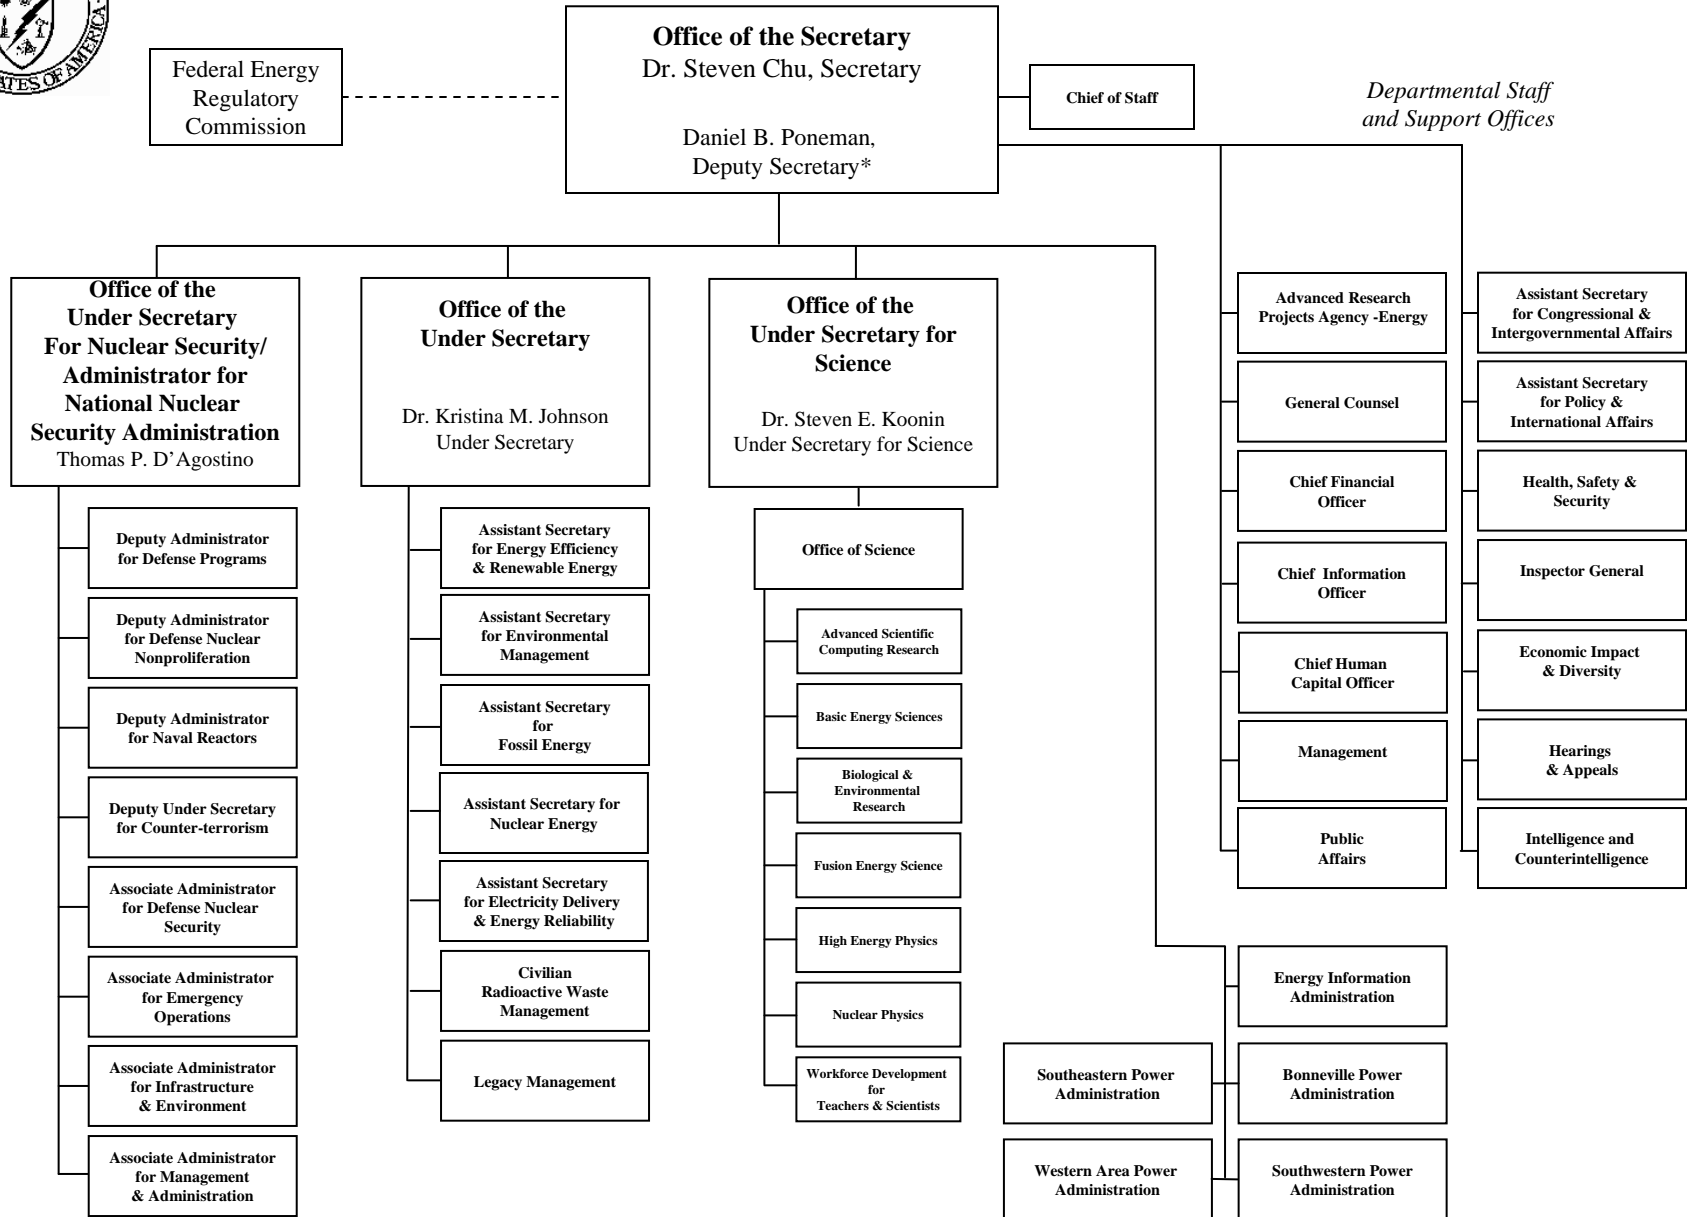 ATES OF AMERICA
Office of the Secretary
Dr. Steven Chu, Secretary
Daniel B. Poneman,
Deputy Secretary*
Federal Energy
Regulatory
Commission
Chief of Staff
Departmental Staff
and Support Offices
Office of the
Under Secretary
For Nuclear Security/
Administrator for
National Nuclear
Security Administration
Thomas P. D’Agostino
Deputy Administrator
for Defense Programs
Deputy Administrator
for Defense Nuclear
Nonproliferation
Deputy Administrator
for Naval Reactors
Deputy Under Secretary
for Counter-terrorism
Associate Administrator
for Defense Nuclear
Security
Associate Administrator
for Emergency
Operations
Associate Administrator
for Infrastructure
& Environment
Associate Administrator
for Management
& Administration
Office of the
Under Secretary
Dr. Kristina M. Johnson
Under Secretary
Assistant Secretary
for Energy Efficiency
& Renewable Energy
Assistant Secretary
for Environmental
Management
Assistant Secretary
for
Fossil Energy
Assistant Secretary for
Nuclear Energy
Assistant Secretary
for Electricity Delivery
& Energy Reliability
Civilian
Radioactive Waste
Management
Legacy Management
Office of the
Under Secretary for
Science
Dr. Steven E. Koonin
Under Secretary for Science
Office of Science
Advanced Scientific
Computing Research
Basic Energy Sciences
Biological &
Environmental
Research
Fusion Energy Science
High Energy Physics
Nuclear Physics
Workforce Development
for
Teachers & Scientists
Advanced Research
Projects Agency -Energy
General Counsel
Chief Financial
Officer
Chief Information
Officer
Chief Human
Capital Officer
Management
Public
Affairs
Assistant Secretary
for Congressional &
Intergovernmental Affairs
Assistant Secretary
for Policy &
International Affairs
Health, Safety &
Security
Inspector General
Economic Impact
& Diversity
Hearings
& Appeals
Intelligence and
Counterintelligence
Energy Information
Administration
Southeastern Power
Administration
Bonneville Power
Administration
Western Area Power
Administration
Southwestern Power
Administration